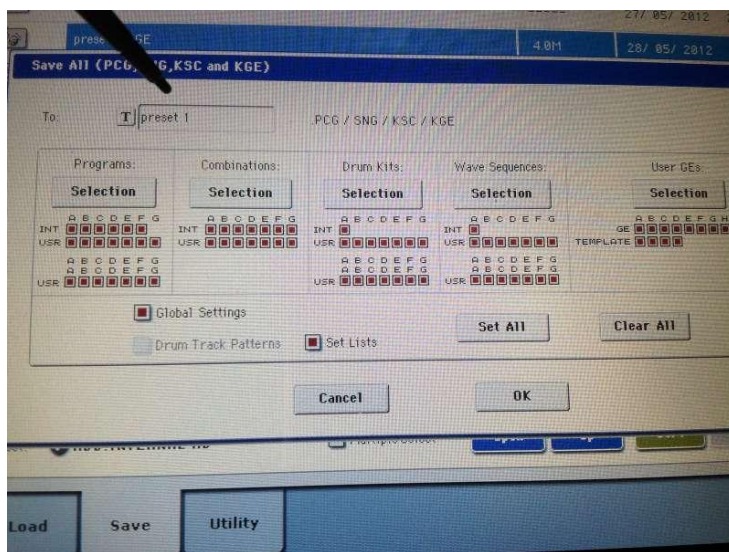 27/ 05/ 2012
prese GE 4.0M 28/ 05/ 2012
Save All (PCG, NG,KSC and KGE)
To: T preset 1 .PCG / SNG / KSC / KGE
Programs: Combinations: Drum Kits: Wave Sequences: User GEs:
Selection Selection Selection Selection Selection
A B C D E F G A B C D E F G A B C D E F G A B C D E F G A B C D E F G H
INT INT INT INT GE
USR USR USR USR TEMPLATE
A B C D E F G A B C D E F G A B C D E F G
A B C D E F G A B C D E F G A B C D E F G
USR USR USR
Global Settings
Set All Clear All
Drum Track Patterns Set Lists
Cancel OK
Load Save Utility